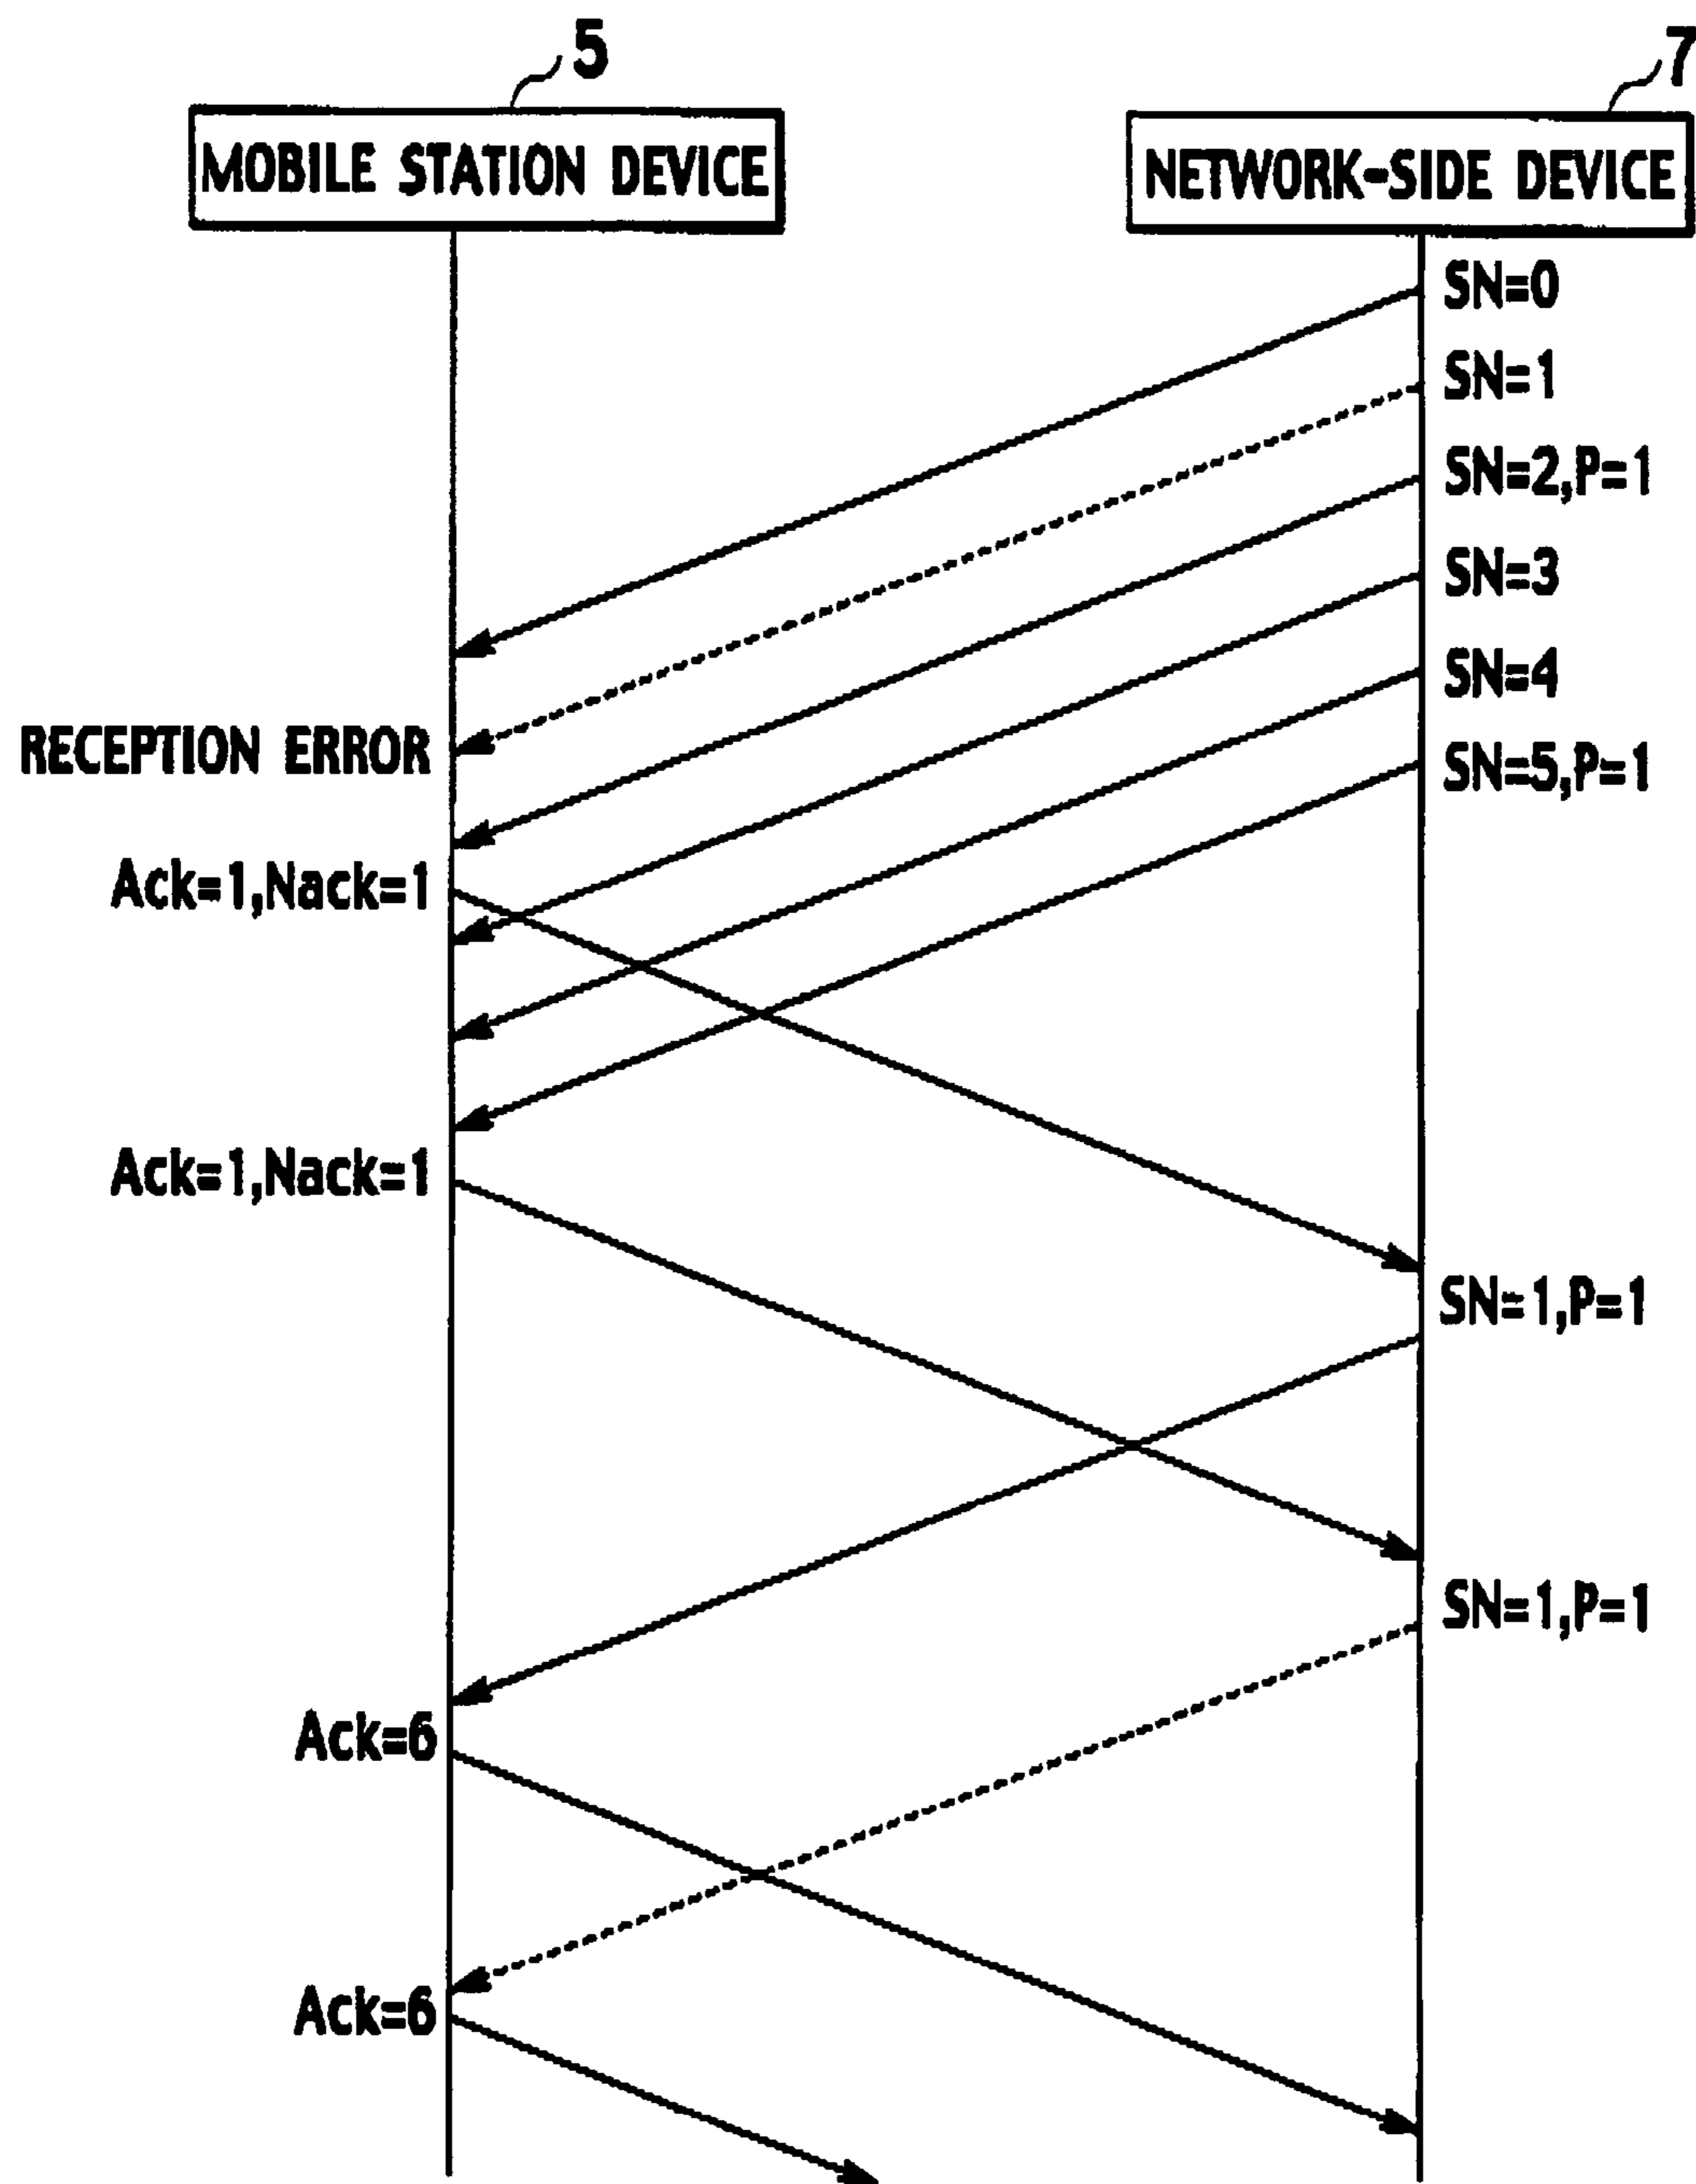 5
7
MOBILE STATION DEVICE
NETWORK-SIDE DEVICE
SN=0
SN=1
SN=2,P=1
SN=3
SN=4
RECEPTION ERROR
SN=5,P=1
Ack=1,Nack=1
Ack=1,Nack=1
SN=1,P=1
SN=1,P=1
Ack=6
Ack=6